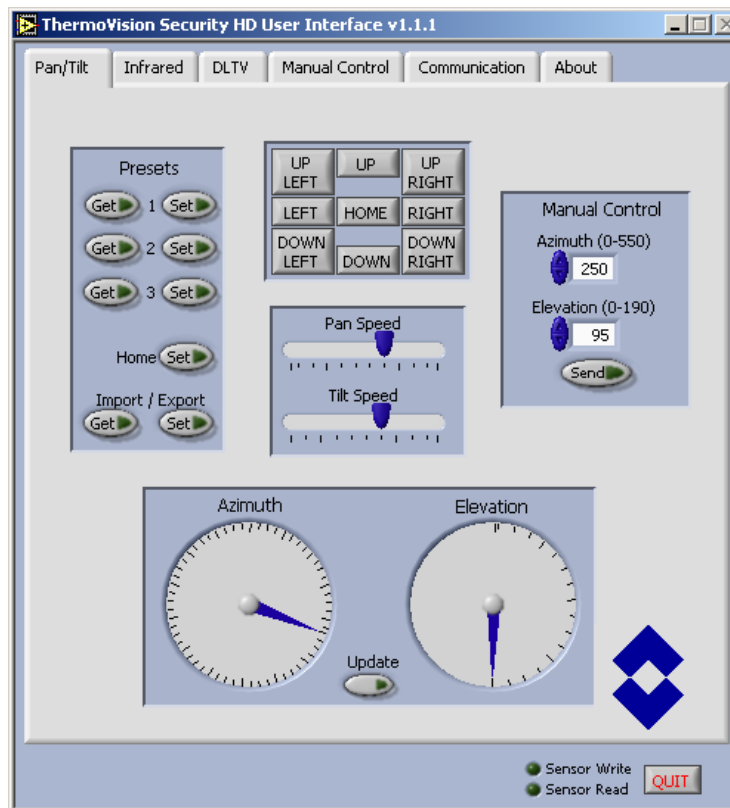 ThermoVision Security HD User Interface v1.1.1
Pan/Tilt Infrared DLTV Manual Control Communication About
Presets
Get 1 Set
Get 2 Set
Get 3 Set
Home Set
Import / Export
Get Set
UP LEFT
UP
UP RIGHT
LEFT HOME RIGHT
DOWN LEFT
DOWN
DOWN RIGHT
Pan Speed
Tilt Speed
Manual Control
Azimuth (0-550)
250
Elevation (0-190)
95
Send
Azimuth
Elevation
Update
Sensor Write
Sensor Read
QUIT